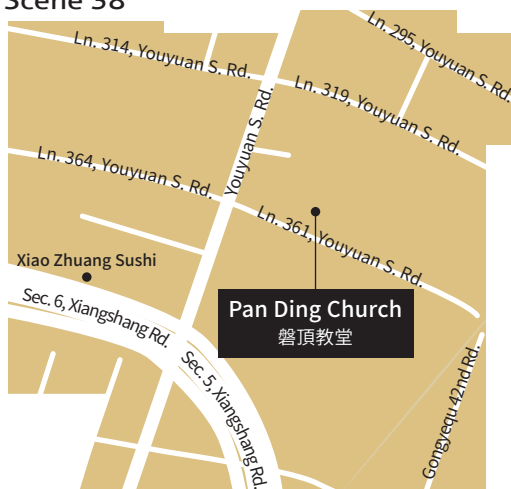 Scene 38
Ln. 295, Youyuan S. Rd.
Ln. 314, Youyuan S. Rd.
Ln. 319, Youyuan S. Rd.
Youyuan S. Rd.
Ln. 364, Youyuan S. Rd.
Ln. 361, Youyuan S. Rd.
Xiao Zhuang Sushi
Pan Ding Church
磐頂教堂
Sec. 6, Xiangshang Rd.
Sec. 5, Xiangshang Rd.
Gongyequ 42nd Rd.